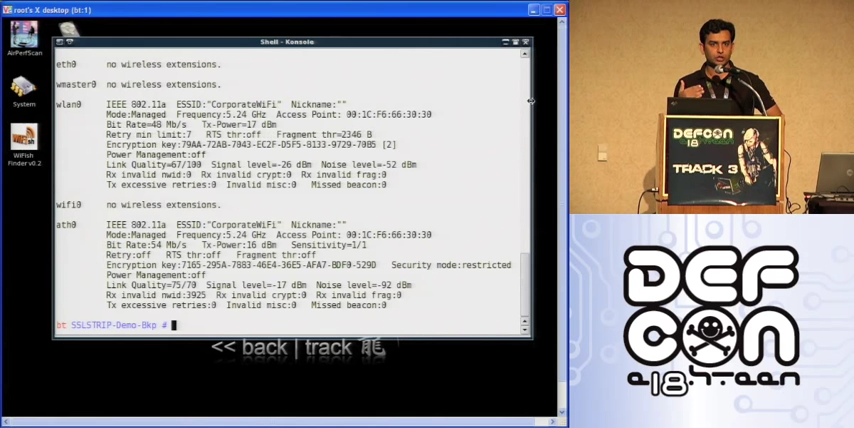 root's X desktop (bt:1)
AirPerfScan
System
WiFish
Finder v0.2
Shell - Konsole
eth0 no wireless extensions.
wmaster0 no wireless extensions.
wlan0 IEEE 802.11a ESSID:"CorporateWiFi" Nickname:""
Mode:Managed Frequency:5.24 GHz Access Point: 00:1C:F6:66:30:30
Bit Rate=48 Mb/s Tx-Power=17 dBm
Retry min limit:7 RTS thr:off Fragment thr=2346 B
Encryption key:79AA-72AB-7043-EC2F-D5F5-8133-9729-70B5 [2]
Power Management:off
Link Quality=67/100 Signal level=-26 dBm Noise level=-52 dBm
Rx invalid nwid:0 Rx invalid crypt:0 Rx invalid frag:0
Tx excessive retries:0 Invalid misc:0 Missed beacon:0
wifi0 no wireless extensions.
ath0 IEEE 802.11a ESSID:"CorporateWiFi" Nickname:""
Mode:Managed Frequency:5.24 GHz Access Point: 00:1C:F6:66:30:30
Bit Rate:54 Mb/s Tx-Power:16 dBm Sensitivity=1/1
Retry:off RTS thr:off Fragment thr:off
Encryption key:7165-295A-7883-46E4-36E5-AFA7-BDF0-529D Security mode:restricted
Power Management:off
Link Quality=75/70 Signal level=-17 dBm Noise level=-92 dBm
Rx invalid nwid:3925 Rx invalid crypt:0 Rx invalid frag:0
Tx excessive retries:0 Invalid misc:0 Missed beacon:0
bt SSLSTRIP-Demo-Bkp #
<< back | track 龍
DEFCON
18
TRACK 3
DEF
CON
e18hteen